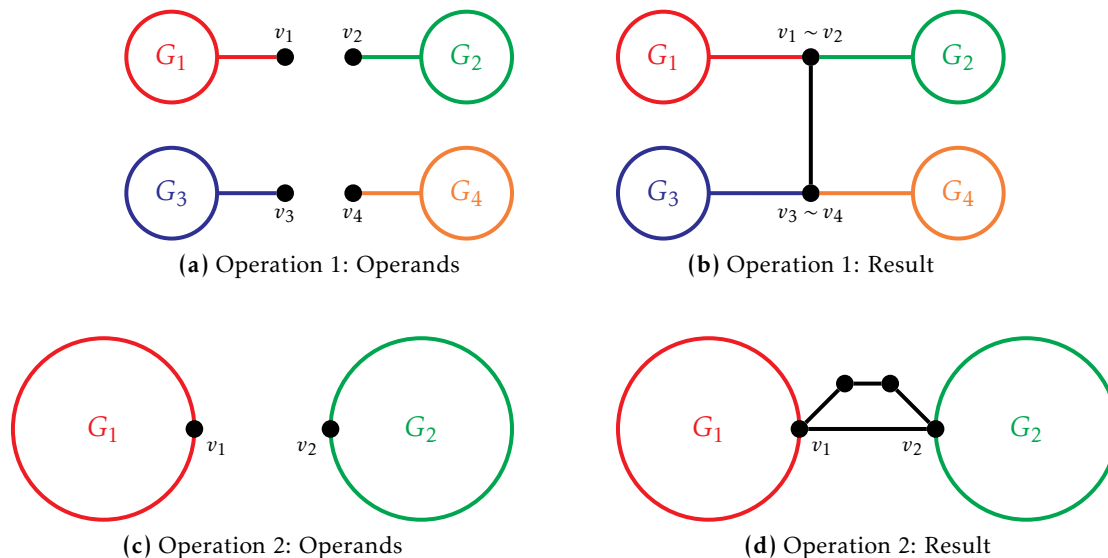 v₁ v₂ v₁ ~ v₂
G₁ G₂ G₁ G₂
G₃ G₄ G₃ G₄
v₃ v₄ v₃ ~ v₄
(a) Operation 1: Operands (b) Operation 1: Result
G₁ G₂ G₁ G₂
v₁ v₂ v₁ v₂
(c) Operation 2: Operands (d) Operation 2: Result